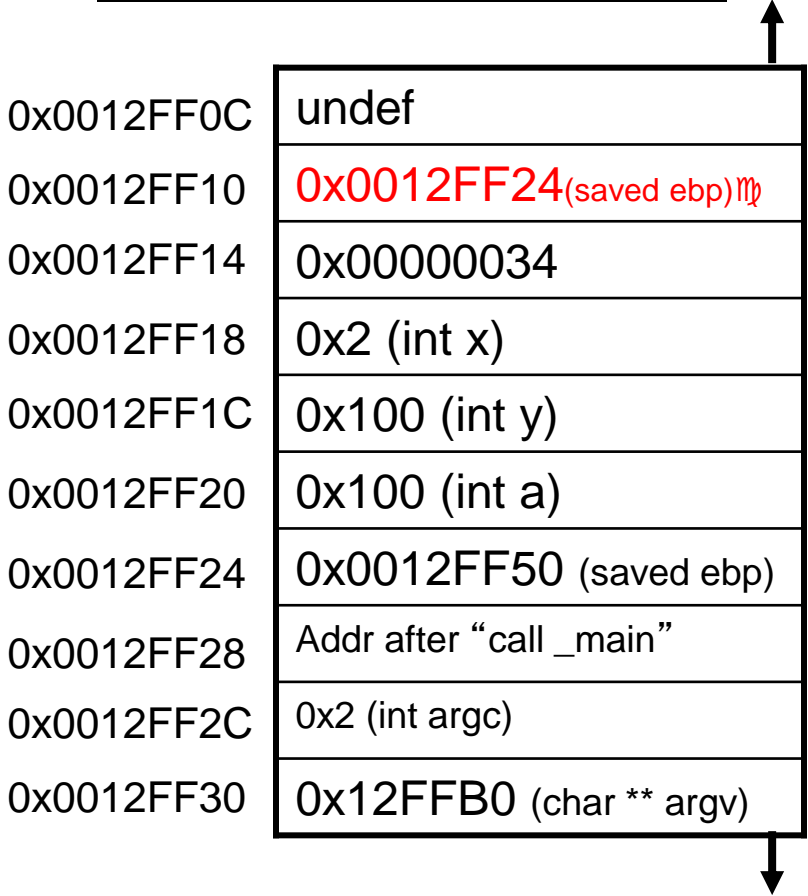 0x0012FF0C undef
0x0012FF10 0x0012FF24(saved ebp)♍
0x0012FF14 0x00000034
0x0012FF18 0x2 (int x)
0x0012FF1C 0x100 (int y)
0x0012FF20 0x100 (int a)
0x0012FF24 0x0012FF50 (saved ebp)
0x0012FF28 Addr after “call _main”
0x0012FF2C 0x2 (int argc)
0x0012FF30 0x12FFB0 (char ** argv)